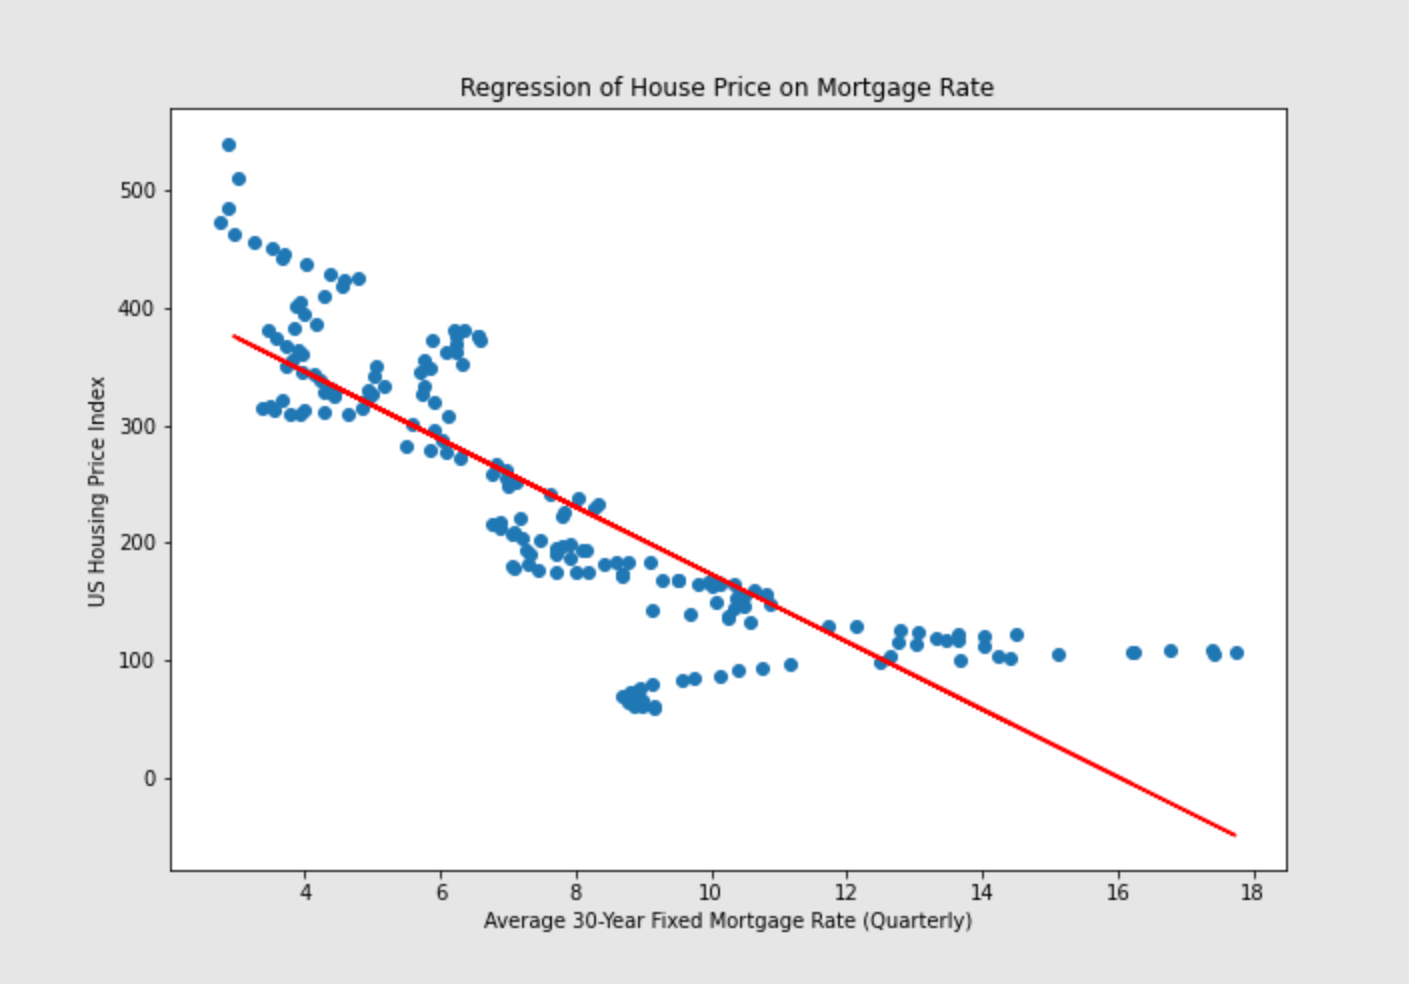 Regression of House Price on Mortgage Rate
500
400
300
200
100
0
US Housing Price Index
4 6 8 10 12 14 16 18
Average 30-Year Fixed Mortgage Rate (Quarterly)